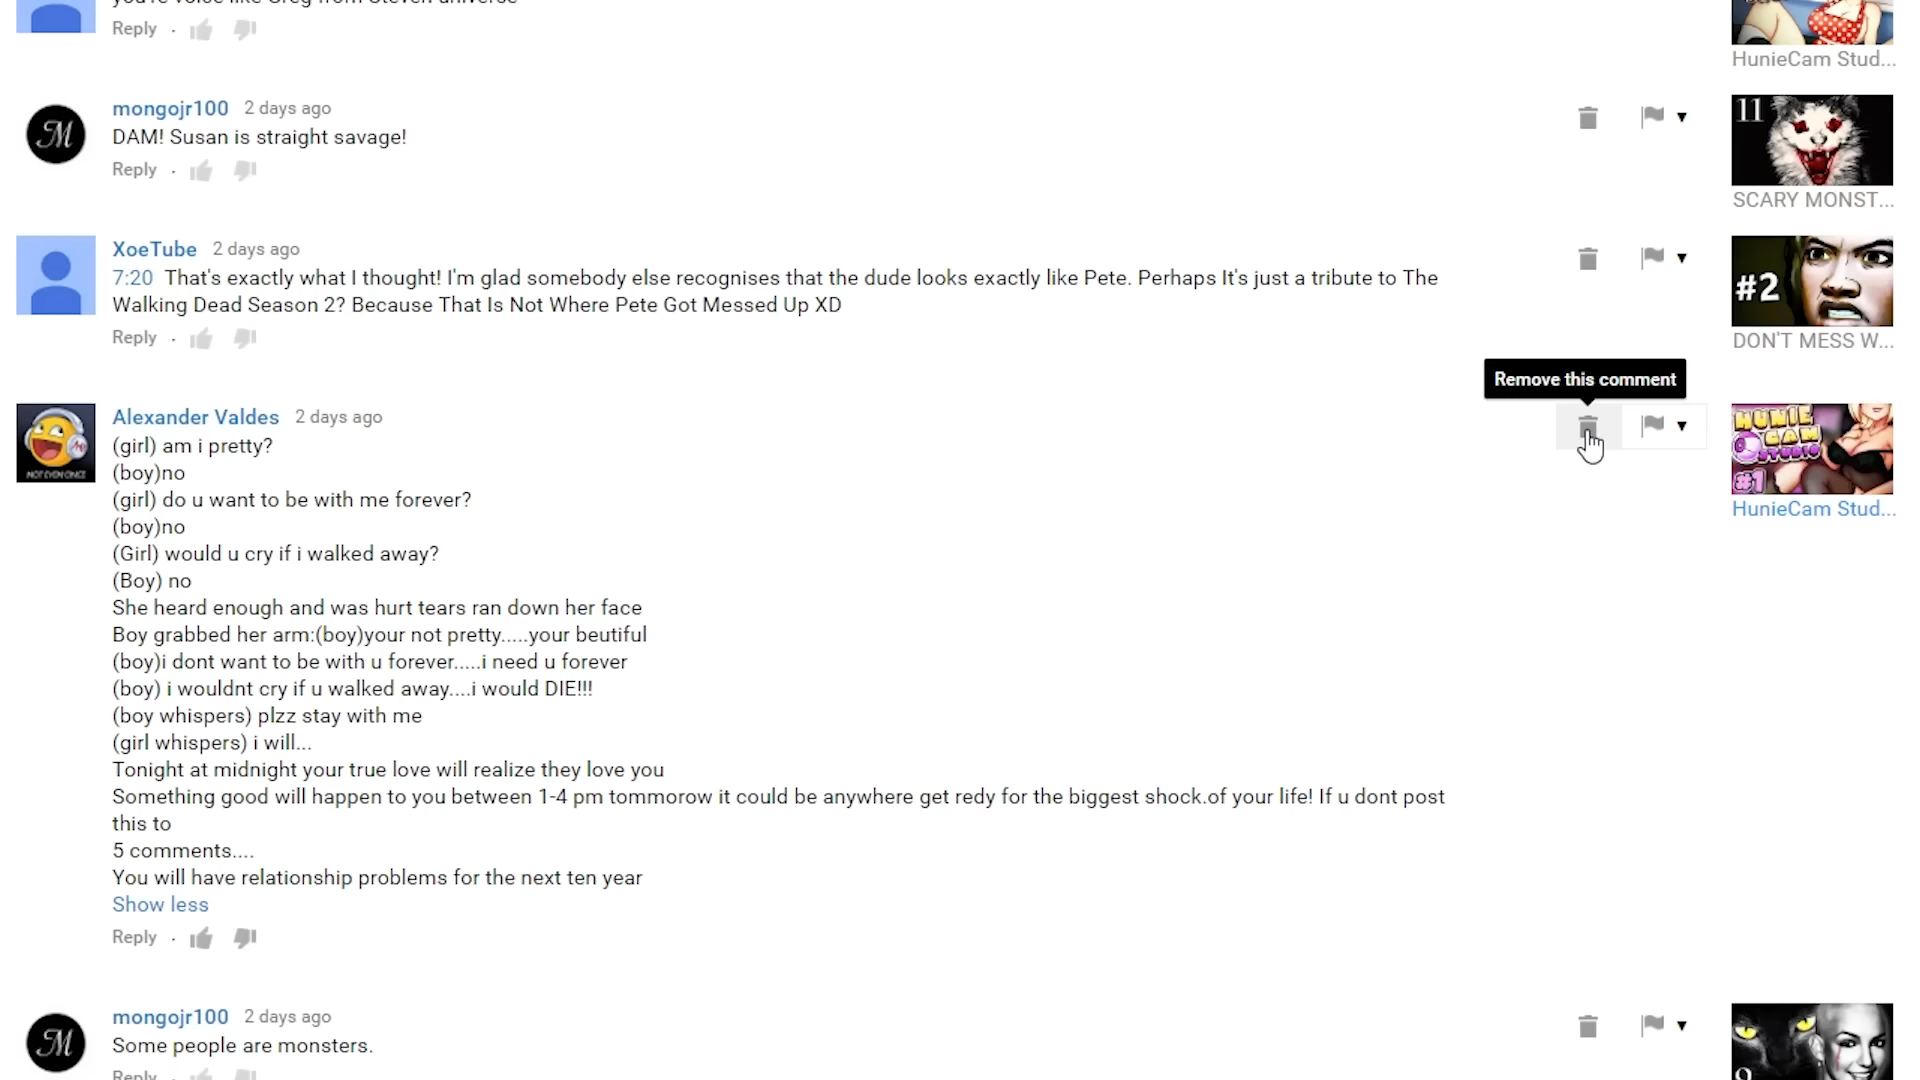 Reply ·
HunieCam Stud...
mongojr100 2 days ago
DAM! Susan is straight savage!
Reply ·
M
11
SCARY MONST...
XoeTube 2 days ago
7:20 That's exactly what I thought! I'm glad somebody else recognises that the dude looks exactly like Pete. Perhaps It's just a tribute to The
Walking Dead Season 2? Because That Is Not Where Pete Got Messed Up XD
Reply ·
#2
DON'T MESS W...
Remove this comment
Alexander Valdes 2 days ago
NOT EVEN ONCE
(girl) am i pretty?
(boy)no
(girl) do u want to be with me forever?
(boy)no
(Girl) would u cry if i walked away?
(Boy) no
She heard enough and was hurt tears ran down her face
Boy grabbed her arm:(boy)your not pretty.....your beutiful
(boy)i dont want to be with u forever.....i need u forever
(boy) i wouldnt cry if u walked away....i would DIE!!!
(boy whispers) plzz stay with me
(girl whispers) i will...
Tonight at midnight your true love will realize they love you
Something good will happen to you between 1-4 pm tommorow it could be anywhere get redy for the biggest shock.of your life! If u dont post
this to
5 comments....
You will have relationship problems for the next ten year
Show less
Reply ·
HUNIE
CAM
STUDIO
#1
HunieCam Stud...
mongojr100 2 days ago
Some people are monsters.
M
Reply ·
9